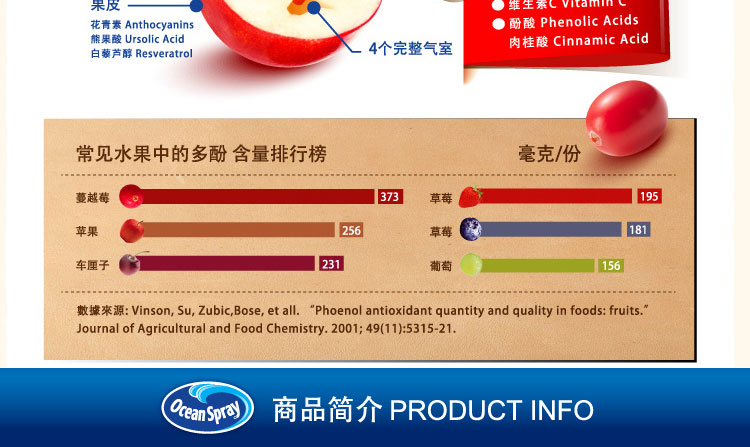 果皮
花青素 Anthocyanins
熊果酸 Ursolic Acid
白藜芦醇 Resveratrol
4个完整气室
维生素C Vitamin C
酚酸 Phenolic Acids
肉桂酸 Cinnamic Acid
常见水果中的多酚 含量排行榜
毫克/份
蔓越莓 373
苹果 256
车厘子 231
草莓 195
草莓 181
葡萄 156
數據來源: Vinson, Su, Zubic,Bose, et all. “Phoenol antioxidant quantity and quality in foods: fruits.”
Journal of Agricultural and Food Chemistry. 2001; 49(11):5315-21.
Ocean Spray 商品简介 PRODUCT INFO